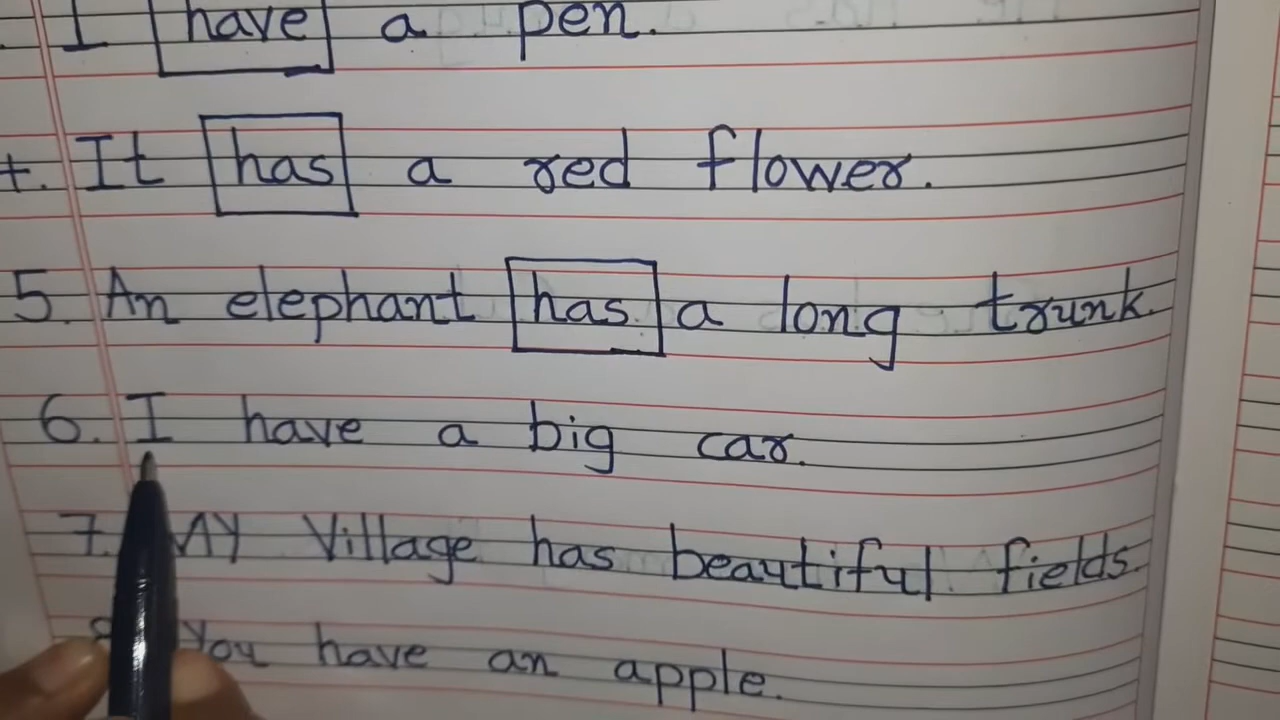 . I have a pen.
. It has a red flower.
5. An elephant has a long trunk.
6. I have a big car.
7. My Village has beautiful fields.
You have an apple.